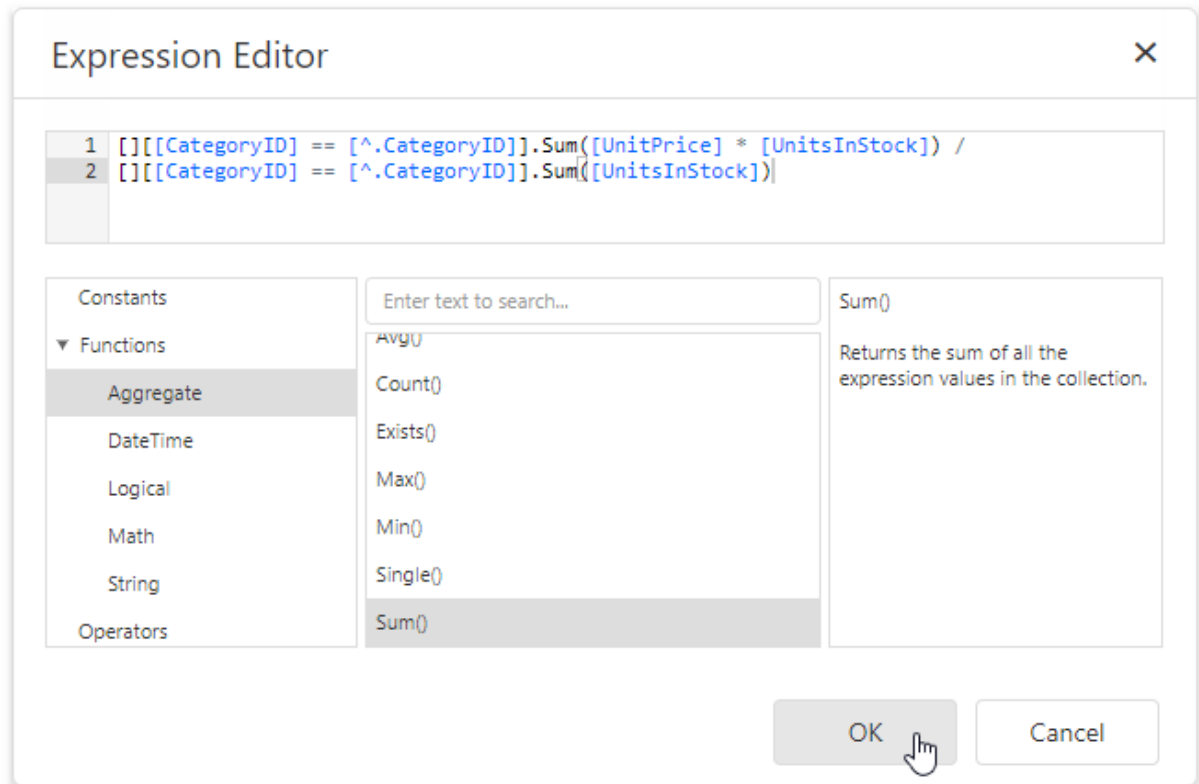 Expression Editor
1 [][[CategoryID] == [^.CategoryID]].Sum([UnitPrice] * [UnitsInStock]) /
2 [][[CategoryID] == [^.CategoryID]].Sum([UnitsInStock])
Constants
Functions
Aggregate
DateTime
Logical
Math
String
Operators
Enter text to search...
Avg()
Count()
Exists()
Max()
Min()
Single()
Sum()
Sum()
Returns the sum of all the
expression values in the collection.
OK
Cancel